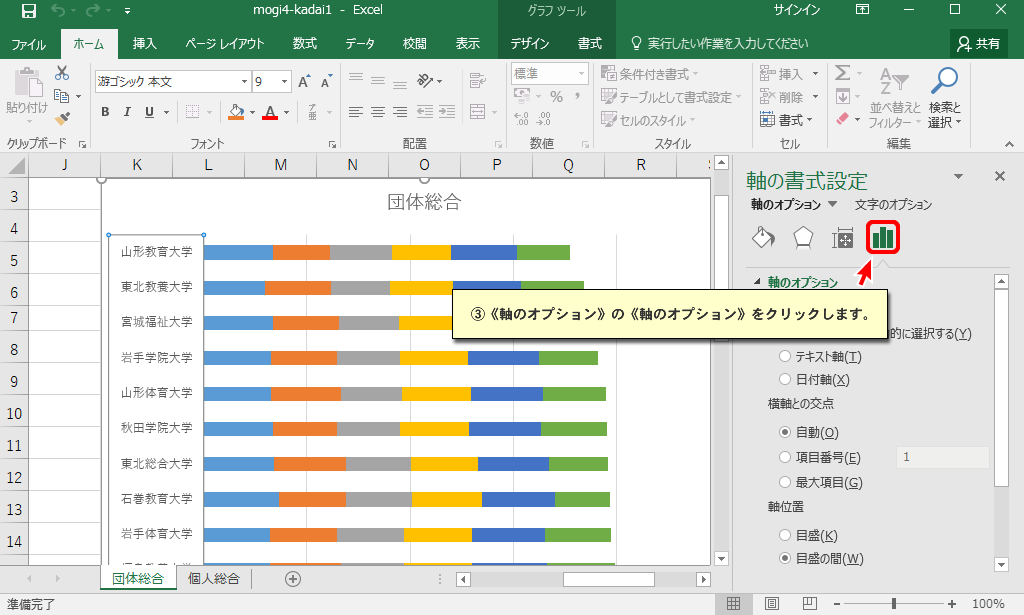 mogi4-kadai1 - Excel
グラフ ツール
サインイン
ファイル
ホーム
挿入
ページ レイアウト
数式
データ
校閲
表示
デザイン
書式
実行したい作業を入力してください
共有
貼り付け
游ゴシック 本文
9
A
A
B
I
U
A
標準
%
条件付き書式
テーブルとして書式設定
セルのスタイル
挿入
削除
書式
並べ替えと
フィルター
検索と
選択
クリップボード
フォント
配置
数値
スタイル
セル
編集
J
K
L
M
N
O
P
Q
R
3
4
5
6
7
8
9
10
11
12
13
14
団体総合
山形教育大学
東北教養大学
宮城福祉大学
岩手学院大学
山形体育大学
秋田学院大学
東北総合大学
石巻教育大学
岩手体育大学
③《軸のオプション》の《軸のオプション》をクリックします。
軸の書式設定
軸のオプション
文字のオプション
軸のオプション
的に選択する(Y)
テキスト軸(T)
日付軸(X)
横軸との交点
自動(O)
項目番号(E)
1
最大項目(G)
軸位置
目盛(K)
目盛の間(W)
団体総合
個人総合
準備完了
100%